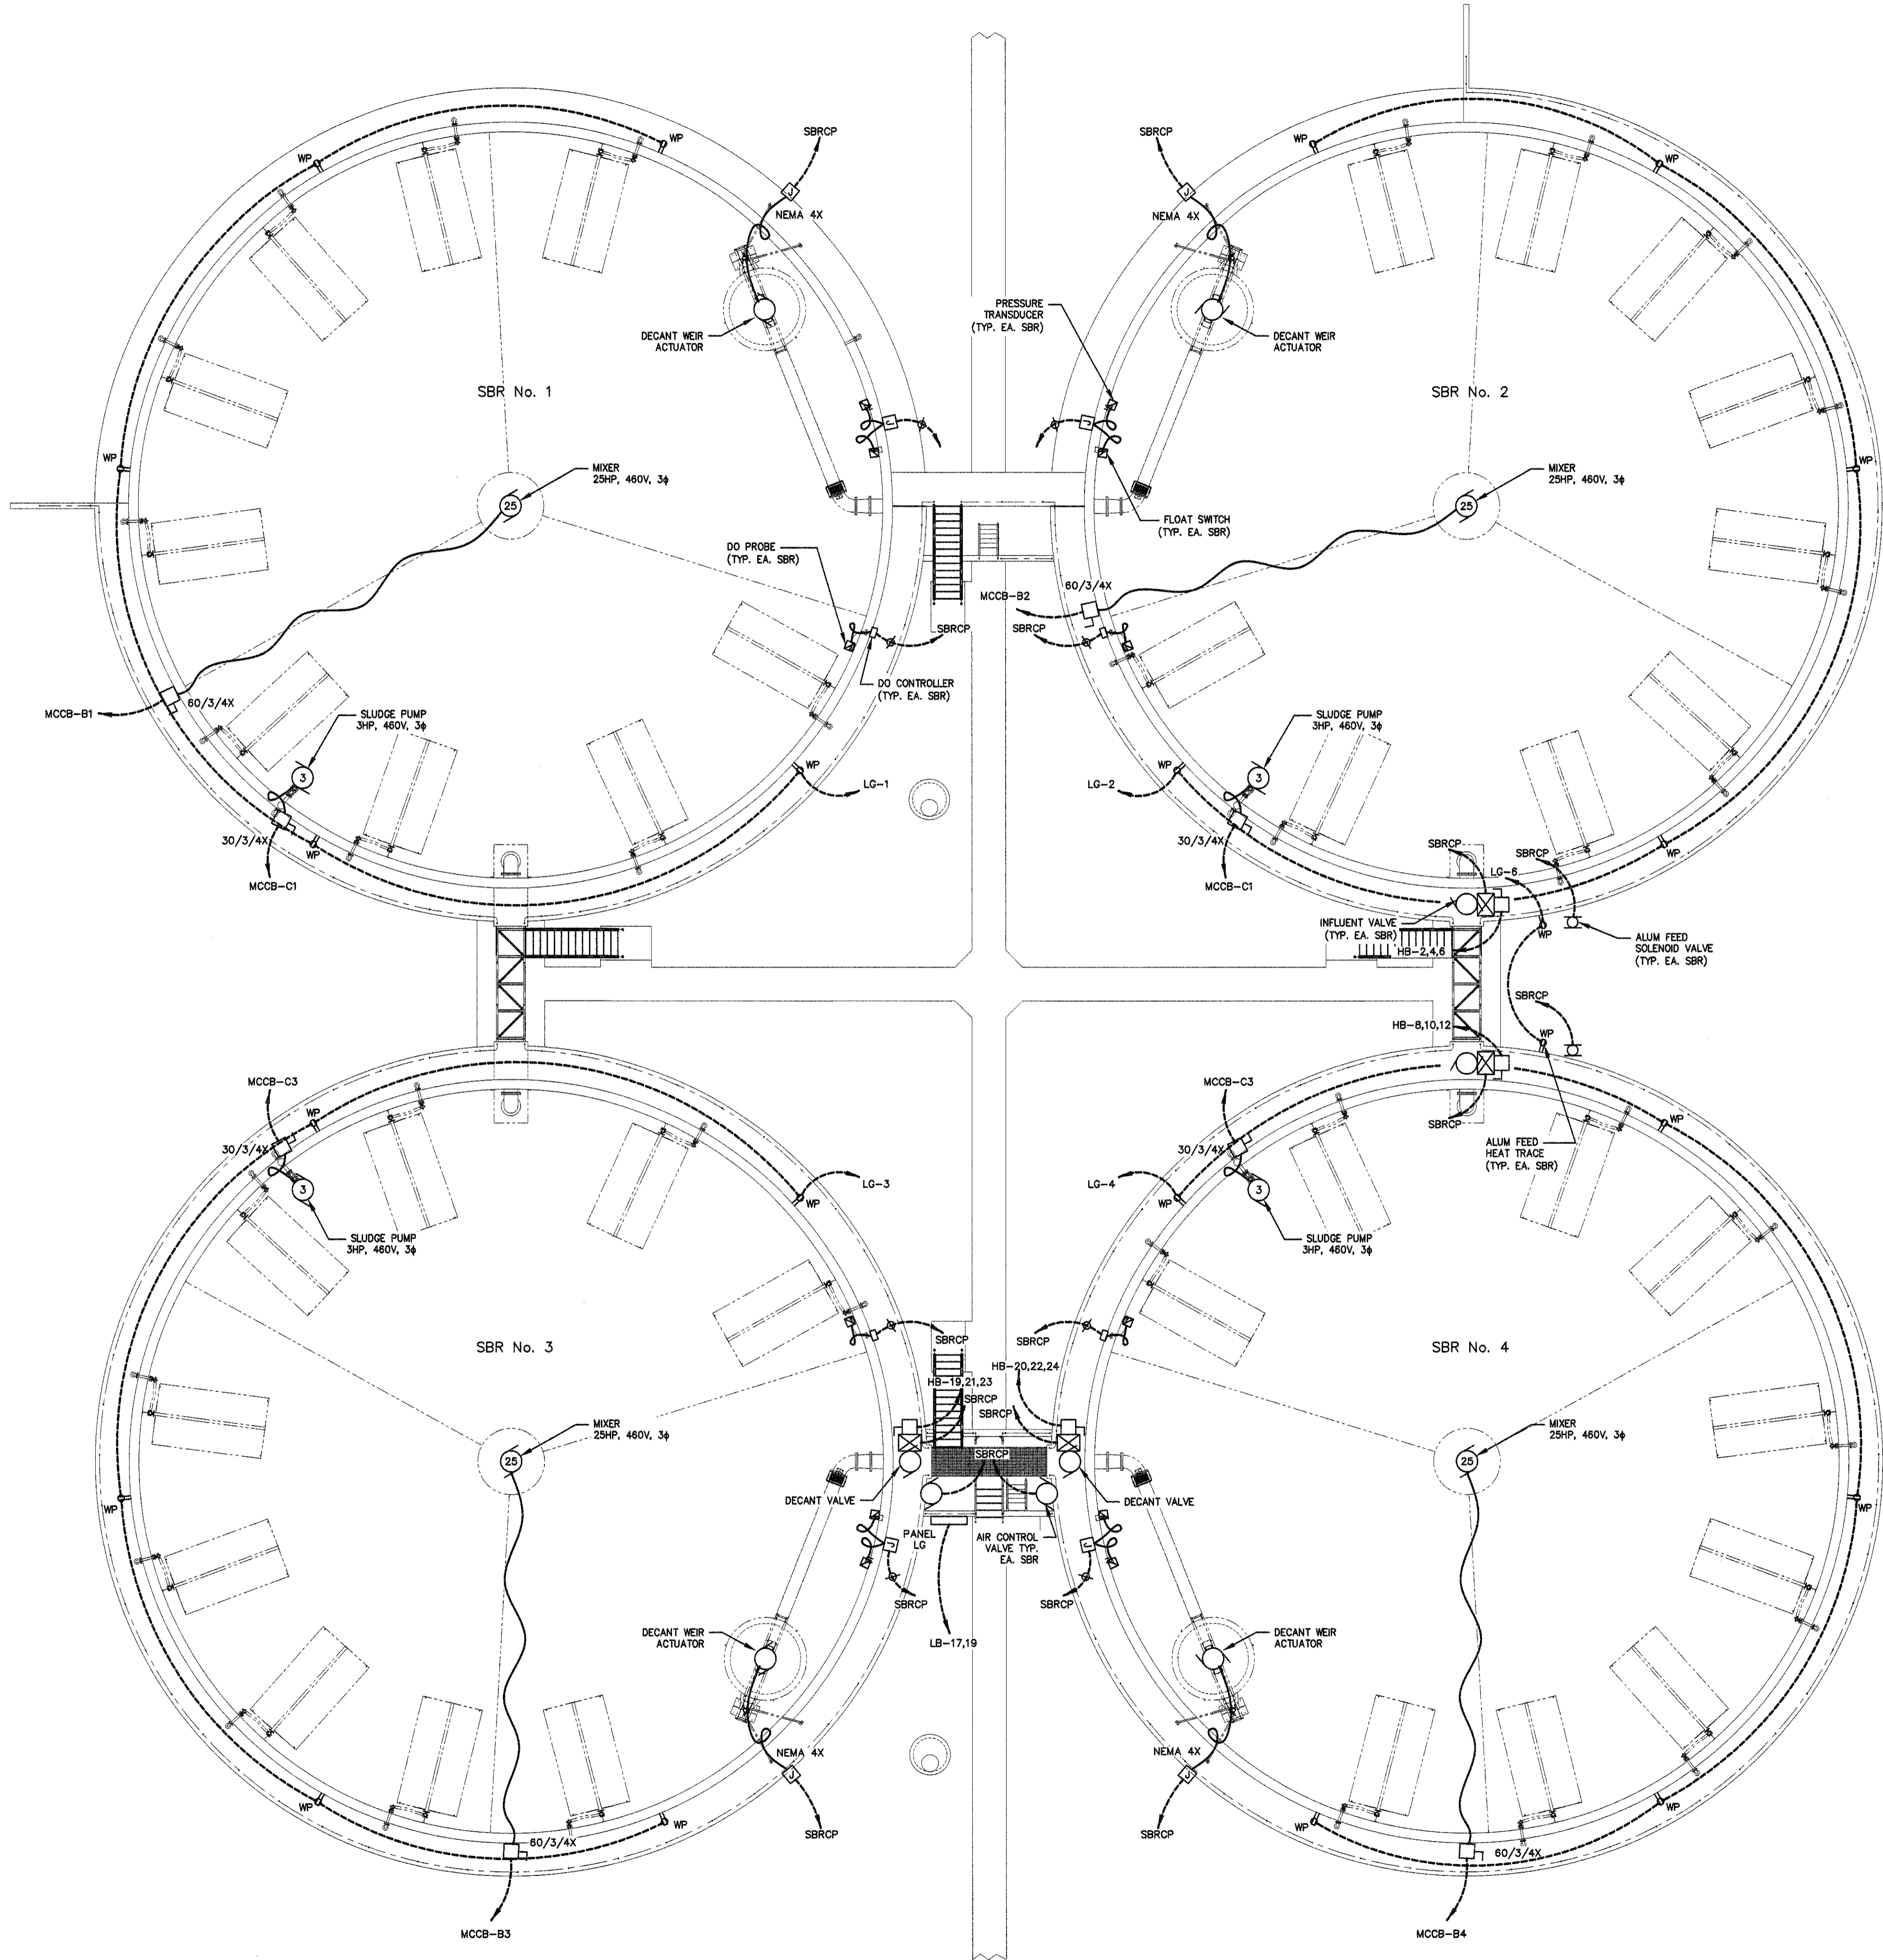 SBRCP
SBRCP
WP
WP
WP
WP
J
J
NEMA 4X
NEMA 4X
PRESSURE
TRANSDUCER
(TYP. EA. SBR)
DECANT WEIR
ACTUATOR
DECANT WEIR
ACTUATOR
SBR No. 1
SBR No. 2
J
J
WP
WP
MIXER
25HP, 460V, 3ϕ
MIXER
25HP, 460V, 3ϕ
25
25
FLOAT SWITCH
(TYP. EA. SBR)
DO PROBE
(TYP. EA. SBR)
60/3/4X
MCCB-B2
SBRCP
SBRCP
DO CONTROLLER
(TYP. EA. SBR)
60/3/4X
MCCB-B1
SLUDGE PUMP
3HP, 460V, 3ϕ
SLUDGE PUMP
3HP, 460V, 3ϕ
3
3
WP
LG-1
LG-2
WP
30/3/4X
WP
30/3/4X
WP
MCCB-C1
MCCB-C1
SBRCP
SBRCP
LG-6
INFLUENT VALVE
(TYP. EA. SBR)
WP
ALUM FEED
SOLENOID VALVE
(TYP. EA. SBR)
HB-2,4,6
SBRCP
HB-8,10,12
WP
MCCB-C3
MCCB-C3
WP
WP
SBRCP
30/3/4X
30/3/4X
ALUM FEED
HEAT TRACE
(TYP. EA. SBR)
3
3
LG-3
WP
LG-4
WP
SLUDGE PUMP
3HP, 460V, 3ϕ
SLUDGE PUMP
3HP, 460V, 3ϕ
SBR No. 3
SBR No. 4
SBRCP
SBRCP
HB-20,22,24
HB-19,21,23
SBRCP
SBRCP
MIXER
25HP, 460V, 3ϕ
MIXER
25HP, 460V, 3ϕ
25
25
SBRCP
DECANT VALVE
DECANT VALVE
WP
WP
PANEL
LG
AIR CONTROL
VALVE TYP.
EA. SBR
J
J
SBRCP
SBRCP
LB-17,19
DECANT WEIR
ACTUATOR
DECANT WEIR
ACTUATOR
NEMA 4X
NEMA 4X
J
J
WP
WP
WP
WP
SBRCP
SBRCP
60/3/4X
60/3/4X
MCCB-B3
MCCB-B4